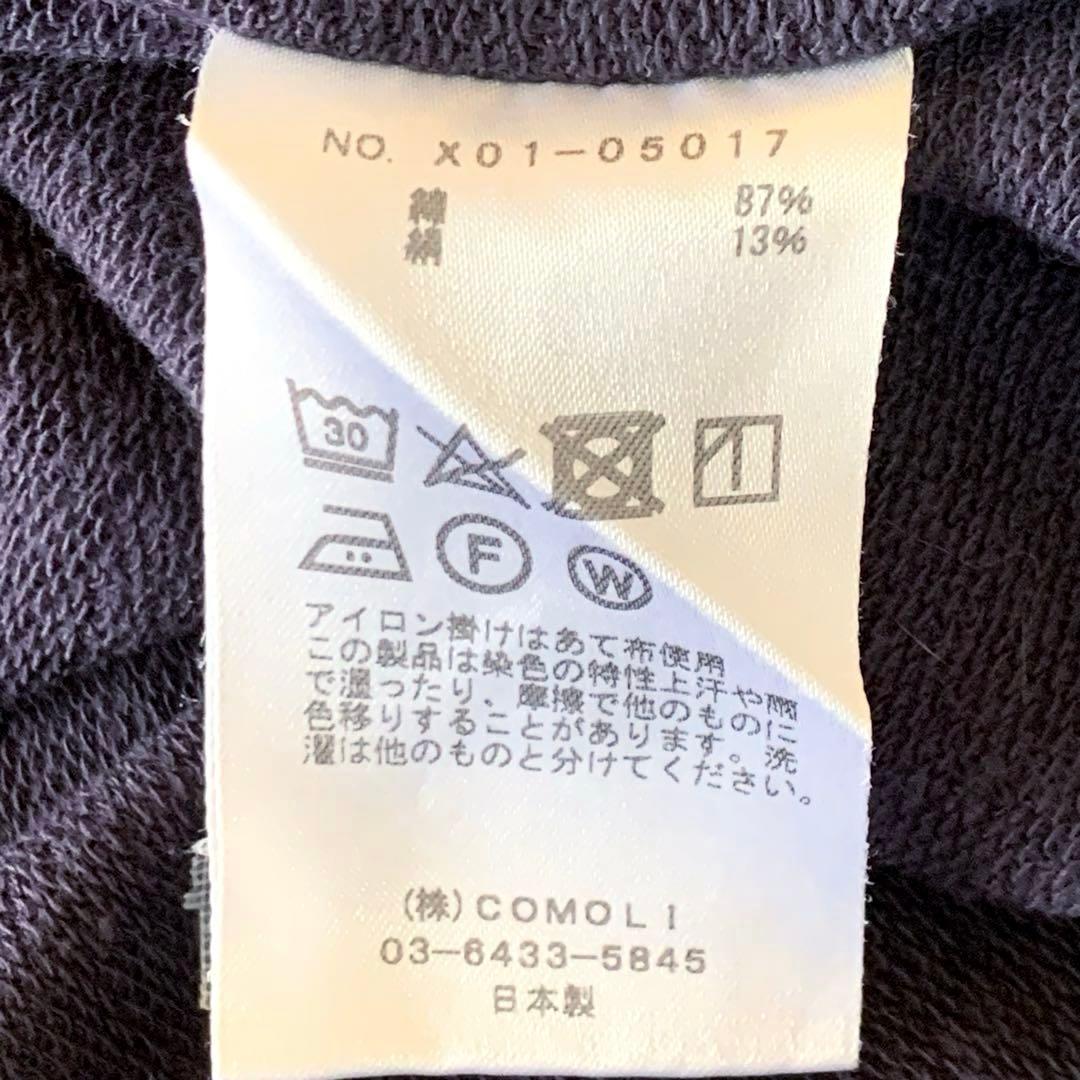 NO. X01-05017
綿 87%
絹 13%
30
F
W
アイロン掛けはあて布使用
この製品は染色の特性上汗や雨
で湿ったり、摩擦で他のものに
色移りすることがあります。洗
濯は他のものと分けてください。
(株)COMOLI
03-6433-5845
日本製